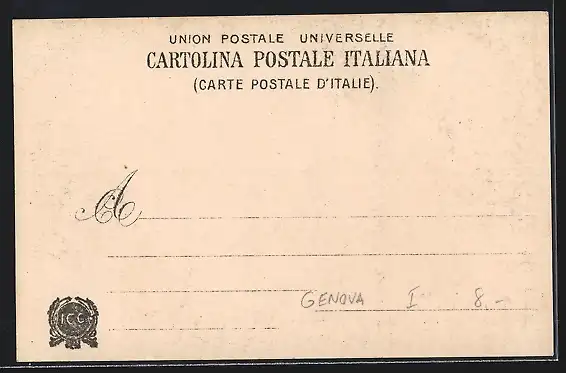 UNION POSTALE UNIVERSELLE
CARTOLINA POSTALE ITALIANA
(CARTE POSTALE D'ITALIE).
A
GENOVA I 8.-